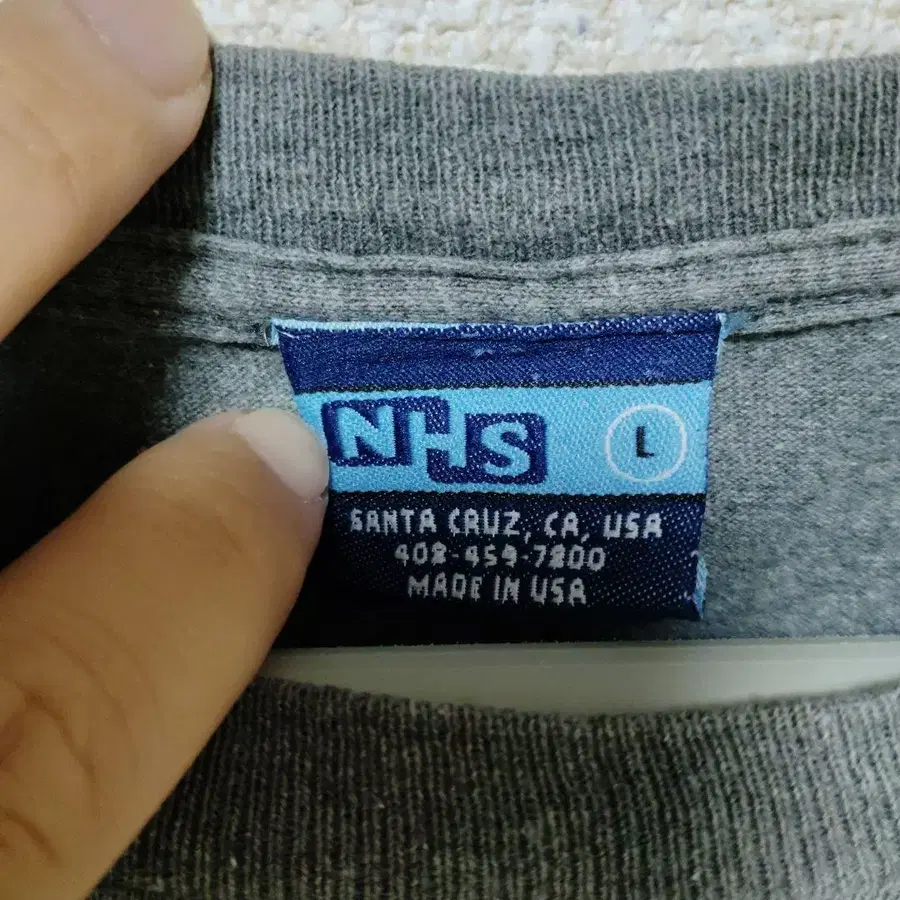 NHS L
SANTA CRUZ, CA, USA
408-459-7800
MADE IN USA